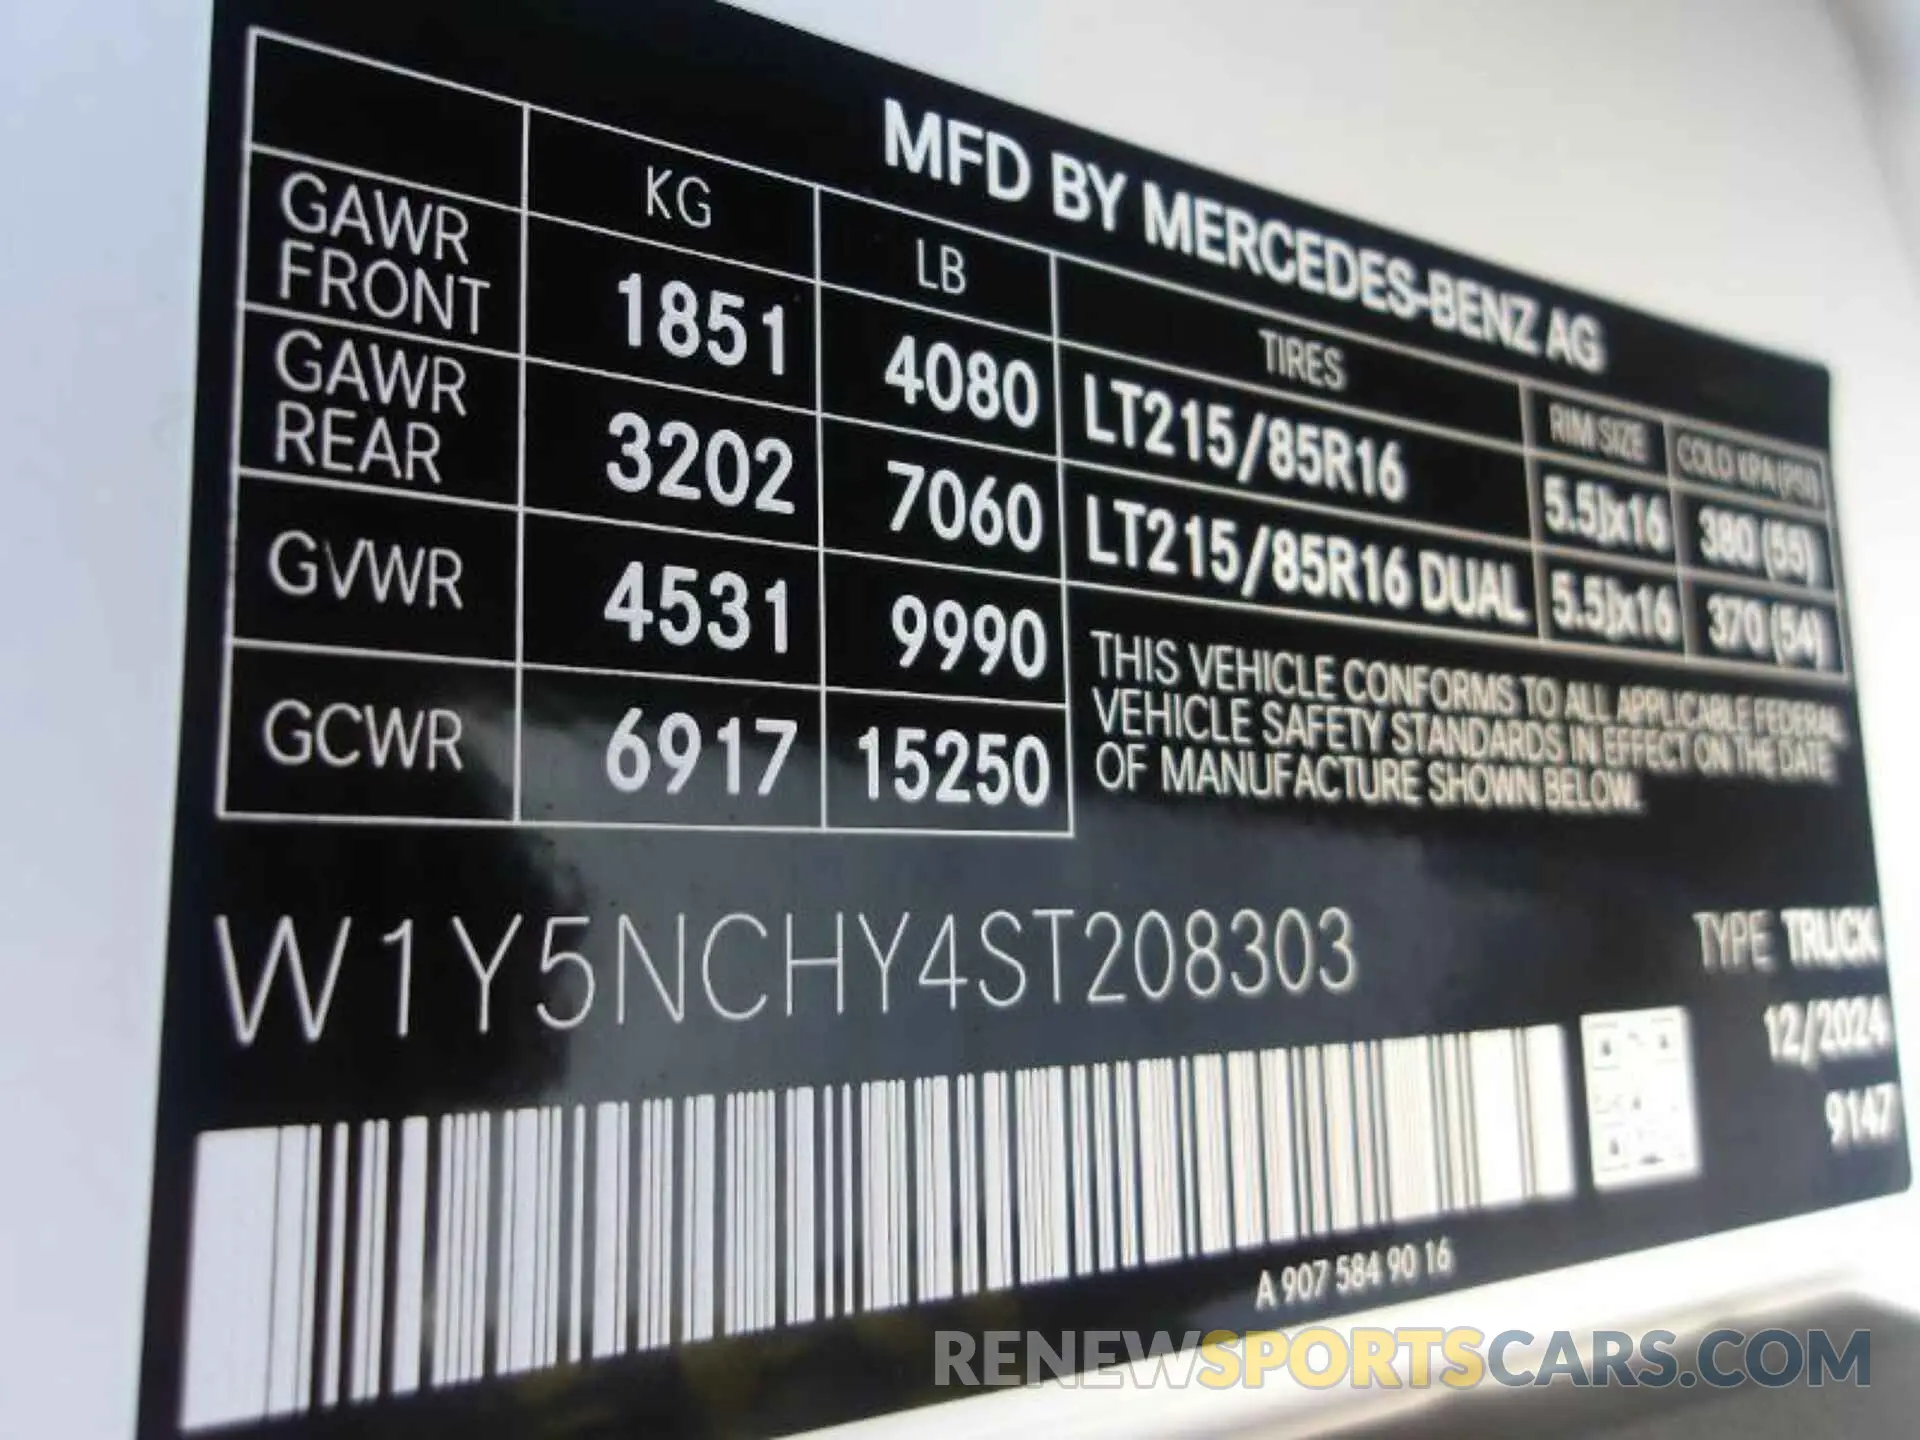 MFD BY MERCEDES-BENZ AG
KG LB TIRES RIM SIZE COLD KPA (PSI)
GAWR FRONT 1851 4080 LT215/85R16 5.5Jx16 380 (55)
GAWR REAR 3202 7060 LT215/85R16 DUAL 5.5Jx16 370 (54)
GVWR 4531 9990
GCWR 6917 15250
THIS VEHICLE CONFORMS TO ALL APPLICABLE FEDERAL
VEHICLE SAFETY STANDARDS IN EFFECT ON THE DATE
OF MANUFACTURE SHOWN BELOW.
W1Y5NCHY4ST208303
TYPE TRUCK
12/2024
9147
A 907 584 90 16
RENEWSPORTSCARS.COM